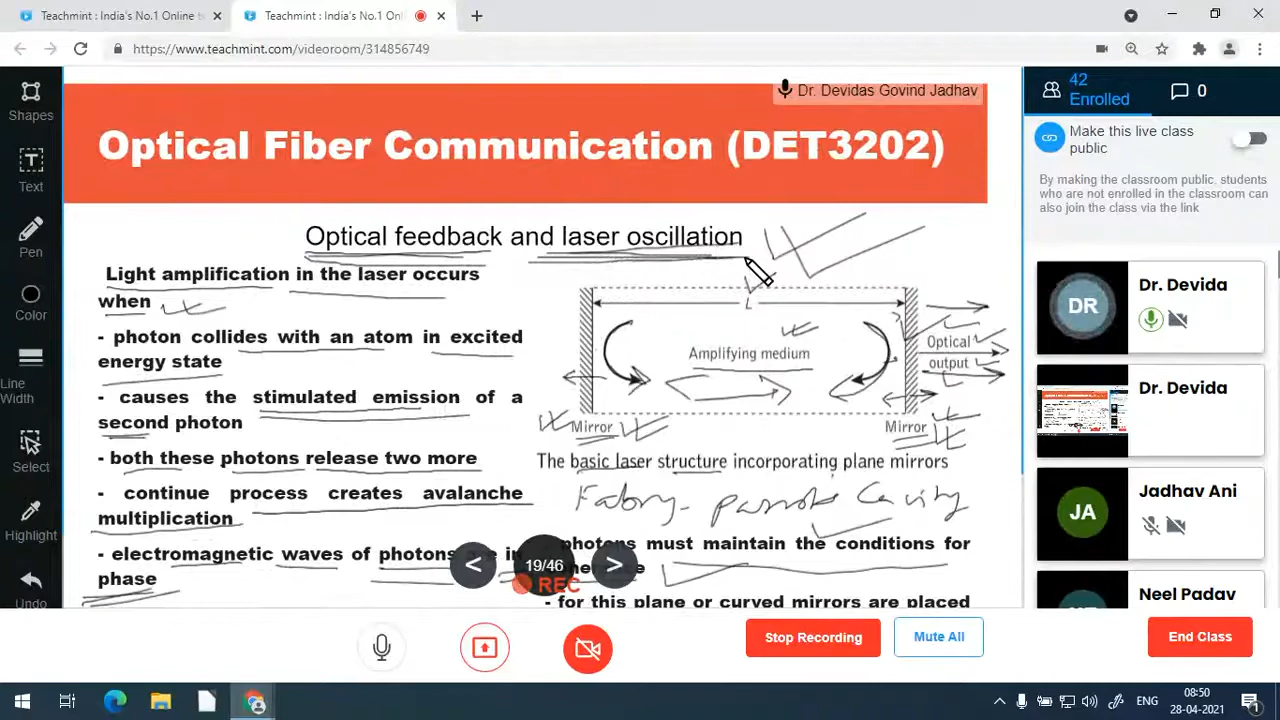 Teachmint : India's No.1 Online t
Teachmint : India's No.1 Onl
https://www.teachmint.com/videoroom/314856749
Shapes
Text
Pen
Color
Line
Width
Select
Highlight
Undo
Dr. Devidas Govind Jadhav
Optical Fiber Communication (DET3202)
Optical feedback and laser oscillation
Light amplification in the laser occurs
when
- photon collides with an atom in excited
energy state
- causes the stimulated emission of a
second photon
- both these photons release two more
- continue process creates avalanche
multiplication
- electromagnetic waves of photons are in
phase
L
Amplifying medium
Optical
output
Mirror
Mirror
The basic laser structure incorporating plane mirrors
Fabry- Cavity
- photons must maintain the conditions for
- for this plane or curved mirrors are placed
19/46
REC
42
Enrolled
0
Make this live class
public
By making the classroom public, students
who are not enrolled in the classroom can
also join the class via the link
DR
Dr. Devida
Dr. Devida
JA
Jadhav Ani
Neel Padav
Stop Recording
Mute All
End Class
ENG
08:50
28-04-2021
1